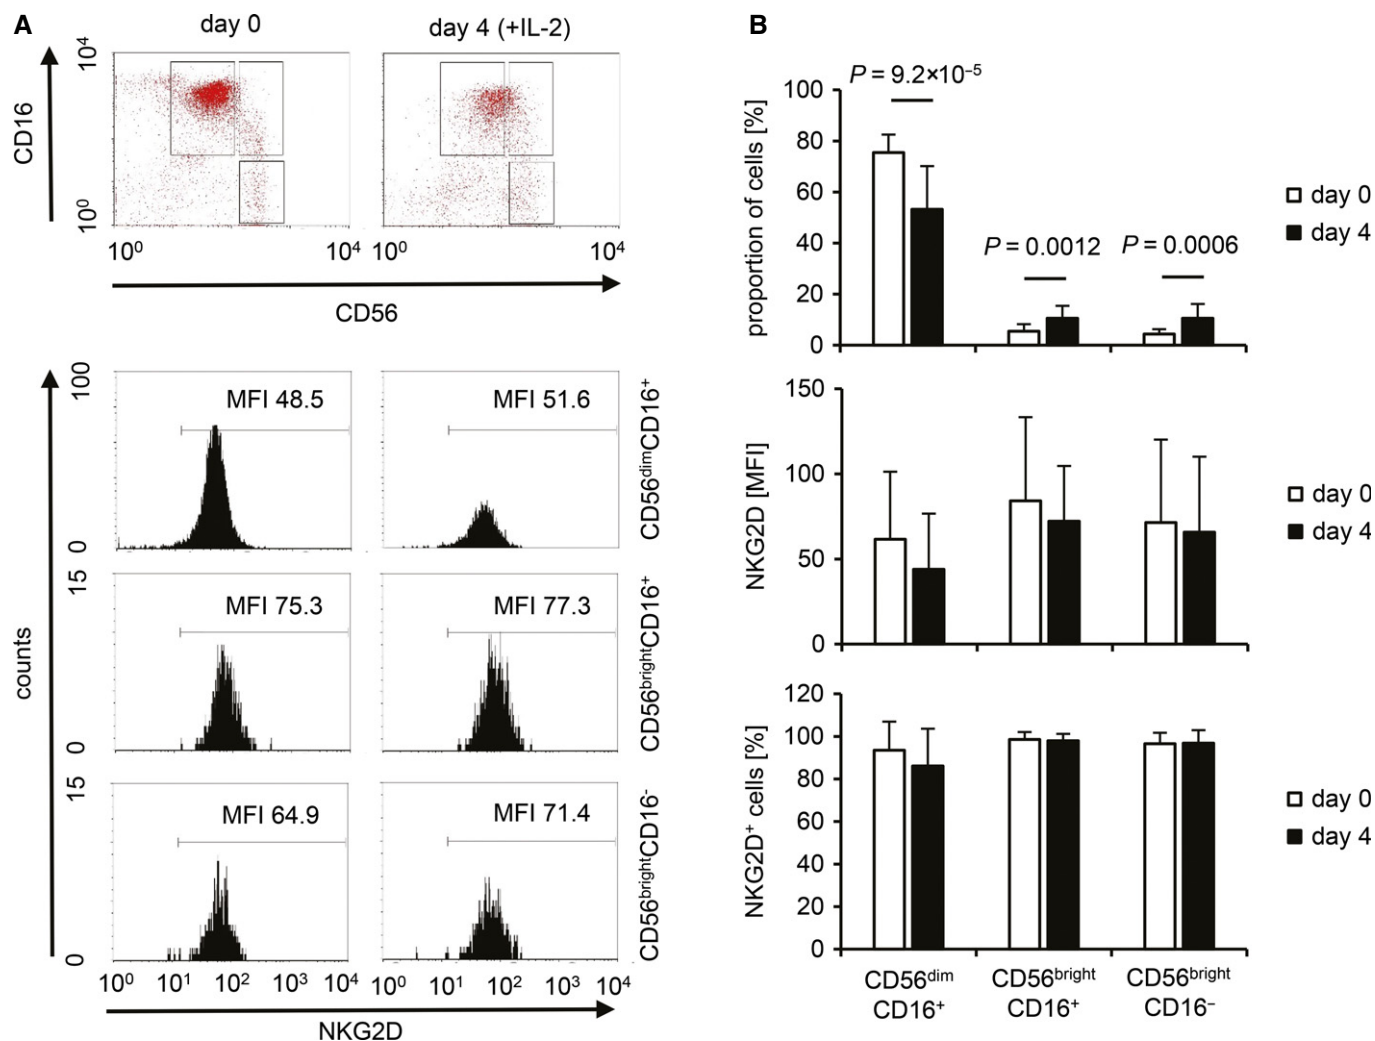 A
day 0
day 4 (+IL-2)
CD16
10⁴
10⁰
10⁰
10⁴
10⁰
10⁴
CD56
counts
100
0
MFI 48.5
MFI 51.6
CD56ᵈⁱᵐCD16⁺
15
0
MFI 75.3
MFI 77.3
CD56ᵇʳⁱᵍʰᵗCD16⁺
15
0
MFI 64.9
MFI 71.4
CD56ᵇʳⁱᵍʰᵗCD16⁻
10⁰ 10¹ 10² 10³ 10⁴
10⁰ 10¹ 10² 10³ 10⁴
NKG2D
B
proportion of cells [%]
100
80
60
40
20
0
P = 9.2×10⁻⁵
P = 0.0012
P = 0.0006
day 0
day 4
NKG2D [MFI]
150
100
50
0
day 0
day 4
NKG2D⁺ cells [%]
120
100
80
60
40
20
0
day 0
day 4
CD56ᵈⁱᵐ
CD16⁺
CD56ᵇʳⁱᵍʰᵗ
CD16⁺
CD56ᵇʳⁱᵍʰᵗ
CD16⁻